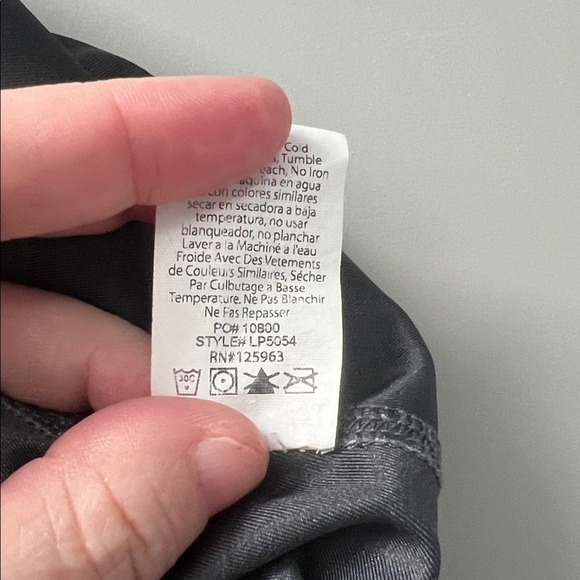 Cold
, Tumble
each, No Iron
aquina en agua
con colores similares
secar en secadora a baja
temperatura, no usar
blanqueador, no planchar
Laver a la Machine a l'eau
Froide Avec Des Vetements
de Couleurs Similaires, Sécher
Par Culbutage a Basse
Temperature, Ne Pas Blanchir
Ne Pas Repasser
PO# 10800
STYLE# LP5054
RN#125963
30C